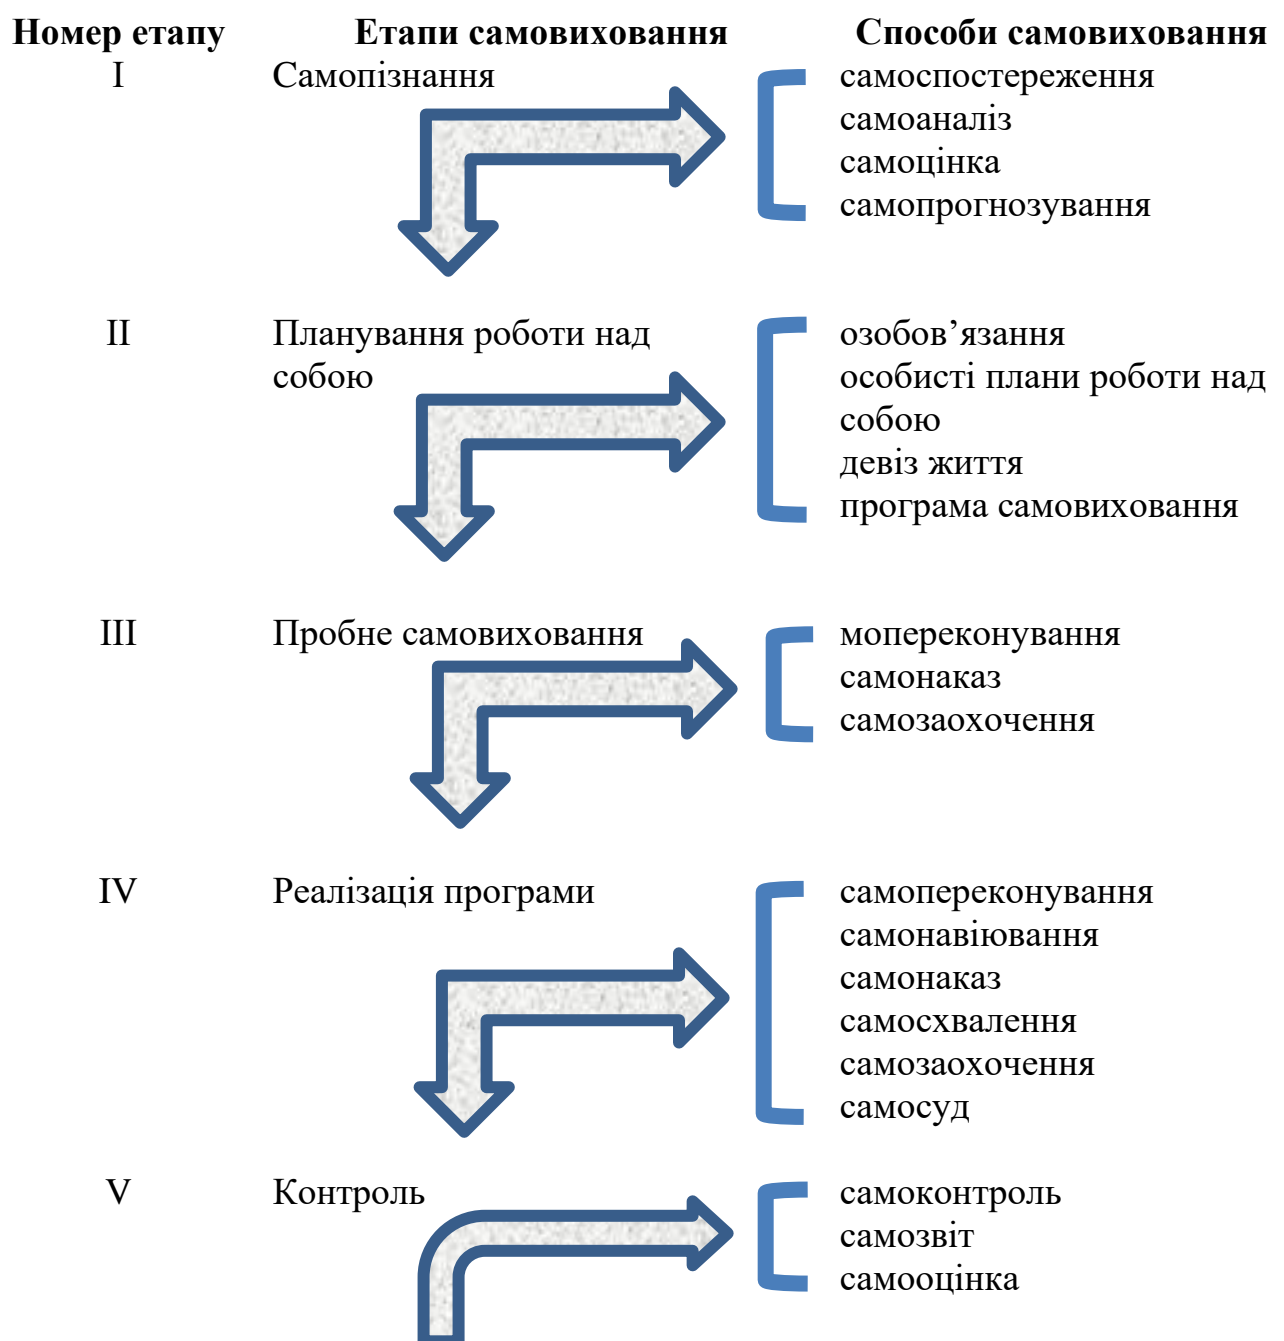 Номер етапу Етапи самовиховання Способи самовиховання
I Самопізнання самоспостереження
самоаналіз
самоцінка
самопрогнозування
II Планування роботи над озобов’язання
собою особисті плани роботи над
собою
девіз життя
програма самовиховання
III Пробне самовиховання мопереконування
самонаказ
самозаохочення
IV Реалізація програми самопереконування
самонавіювання
самонаказ
самосхвалення
самозаохочення
самосуд
V Контроль самоконтроль
самозвіт
самооцінка